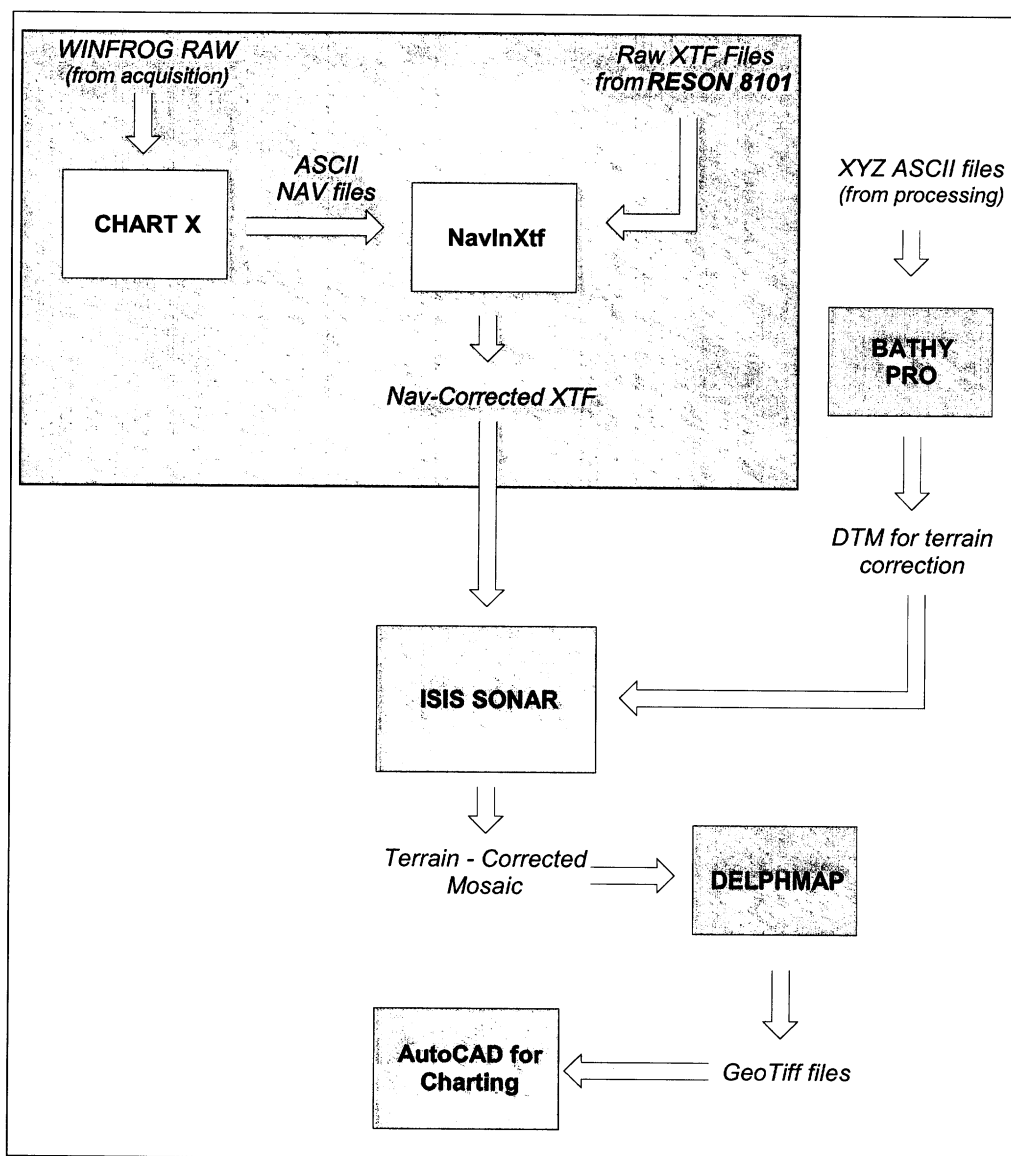 WINFROG RAW
(from acquisition)
Raw XTF Files
from RESON 8101
ASCII
NAV files
XYZ ASCII files
(from processing)
CHART X
NavInXtf
BATHY
PRO
Nav-Corrected XTF
DTM for terrain
correction
ISIS SONAR
Terrain - Corrected
Mosaic
DELPHMAP
AutoCAD for
Charting
GeoTiff files